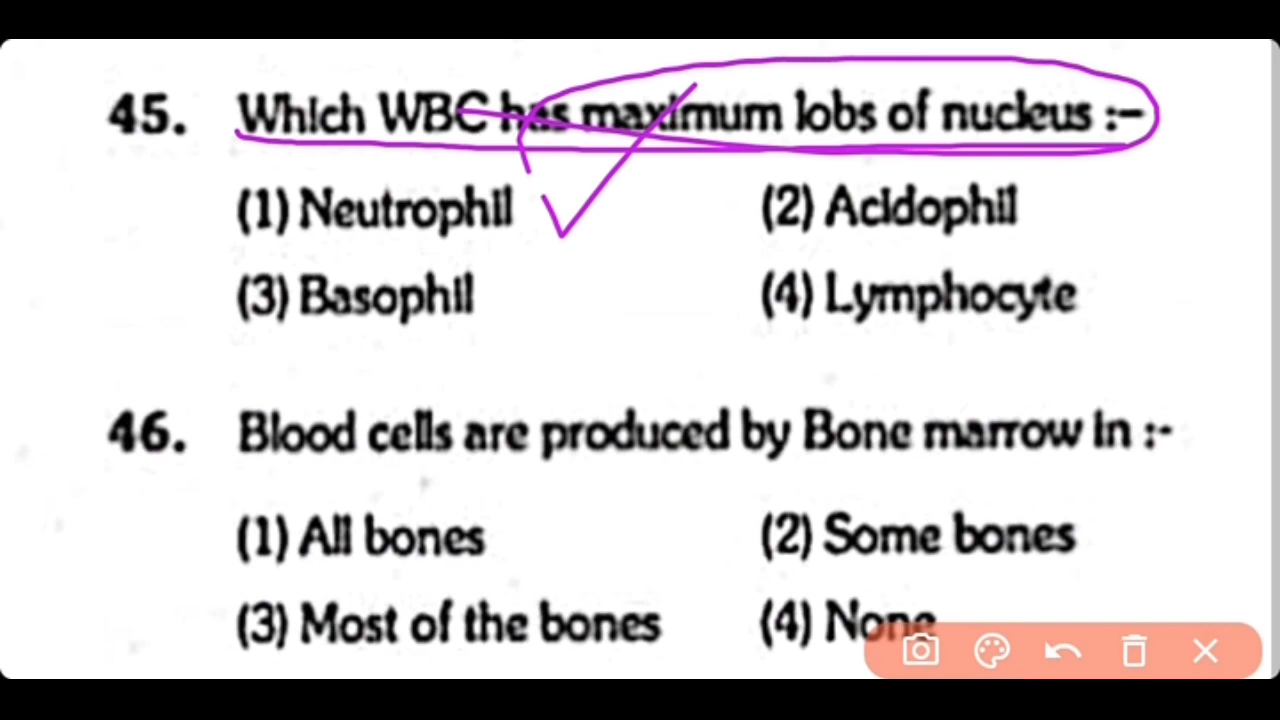 45. Which WBC has maximum lobs of nucleus :-
(1) Neutrophil (2) Acidophil
(3) Basophil (4) Lymphocyte
46. Blood cells are produced by Bone marrow in :-
(1) All bones (2) Some bones
(3) Most of the bones (4) None